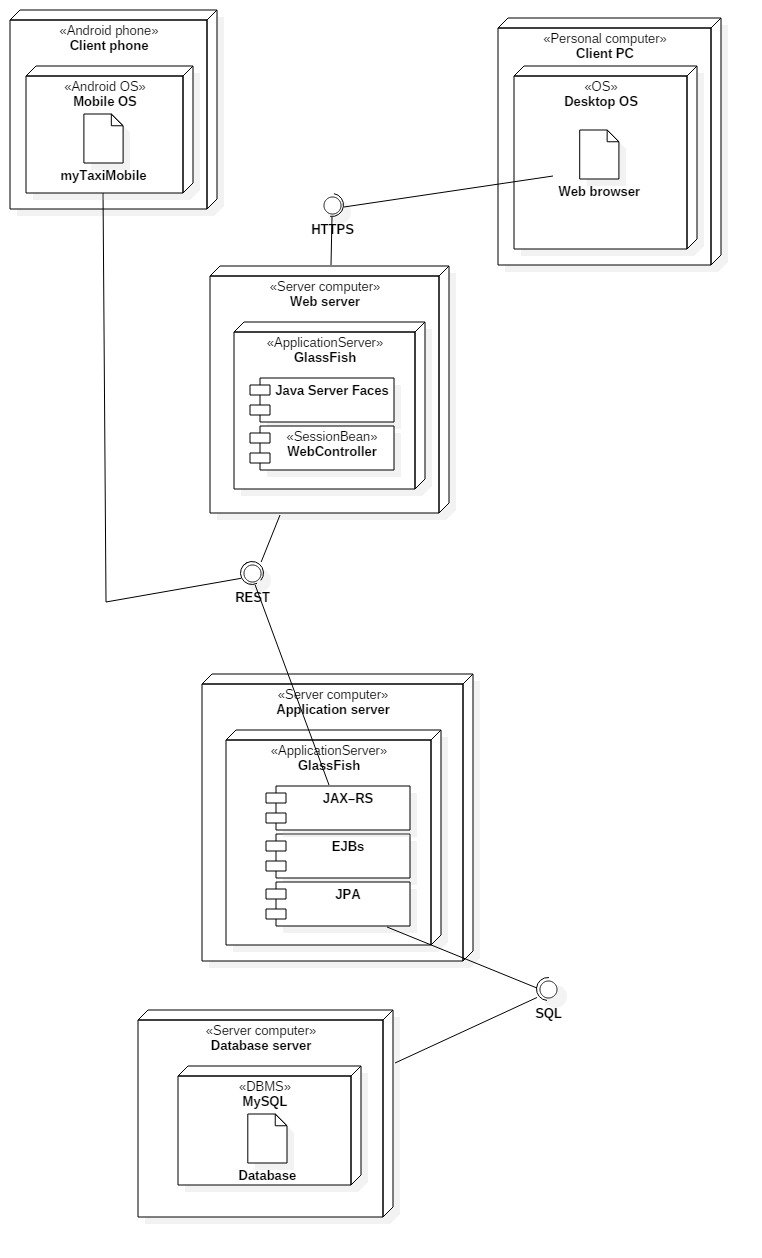 «Android phone»
Client phone
«Android OS»
Mobile OS
myTaxiMobile
«Personal computer»
Client PC
«OS»
Desktop OS
Web browser
HTTPS
«Server computer»
Web server
«ApplicationServer»
GlassFish
Java Server Faces
«SessionBean»
WebController
REST
«Server computer»
Application server
«ApplicationServer»
GlassFish
JAX–RS
EJBs
JPA
SQL
«Server computer»
Database server
«DBMS»
MySQL
Database